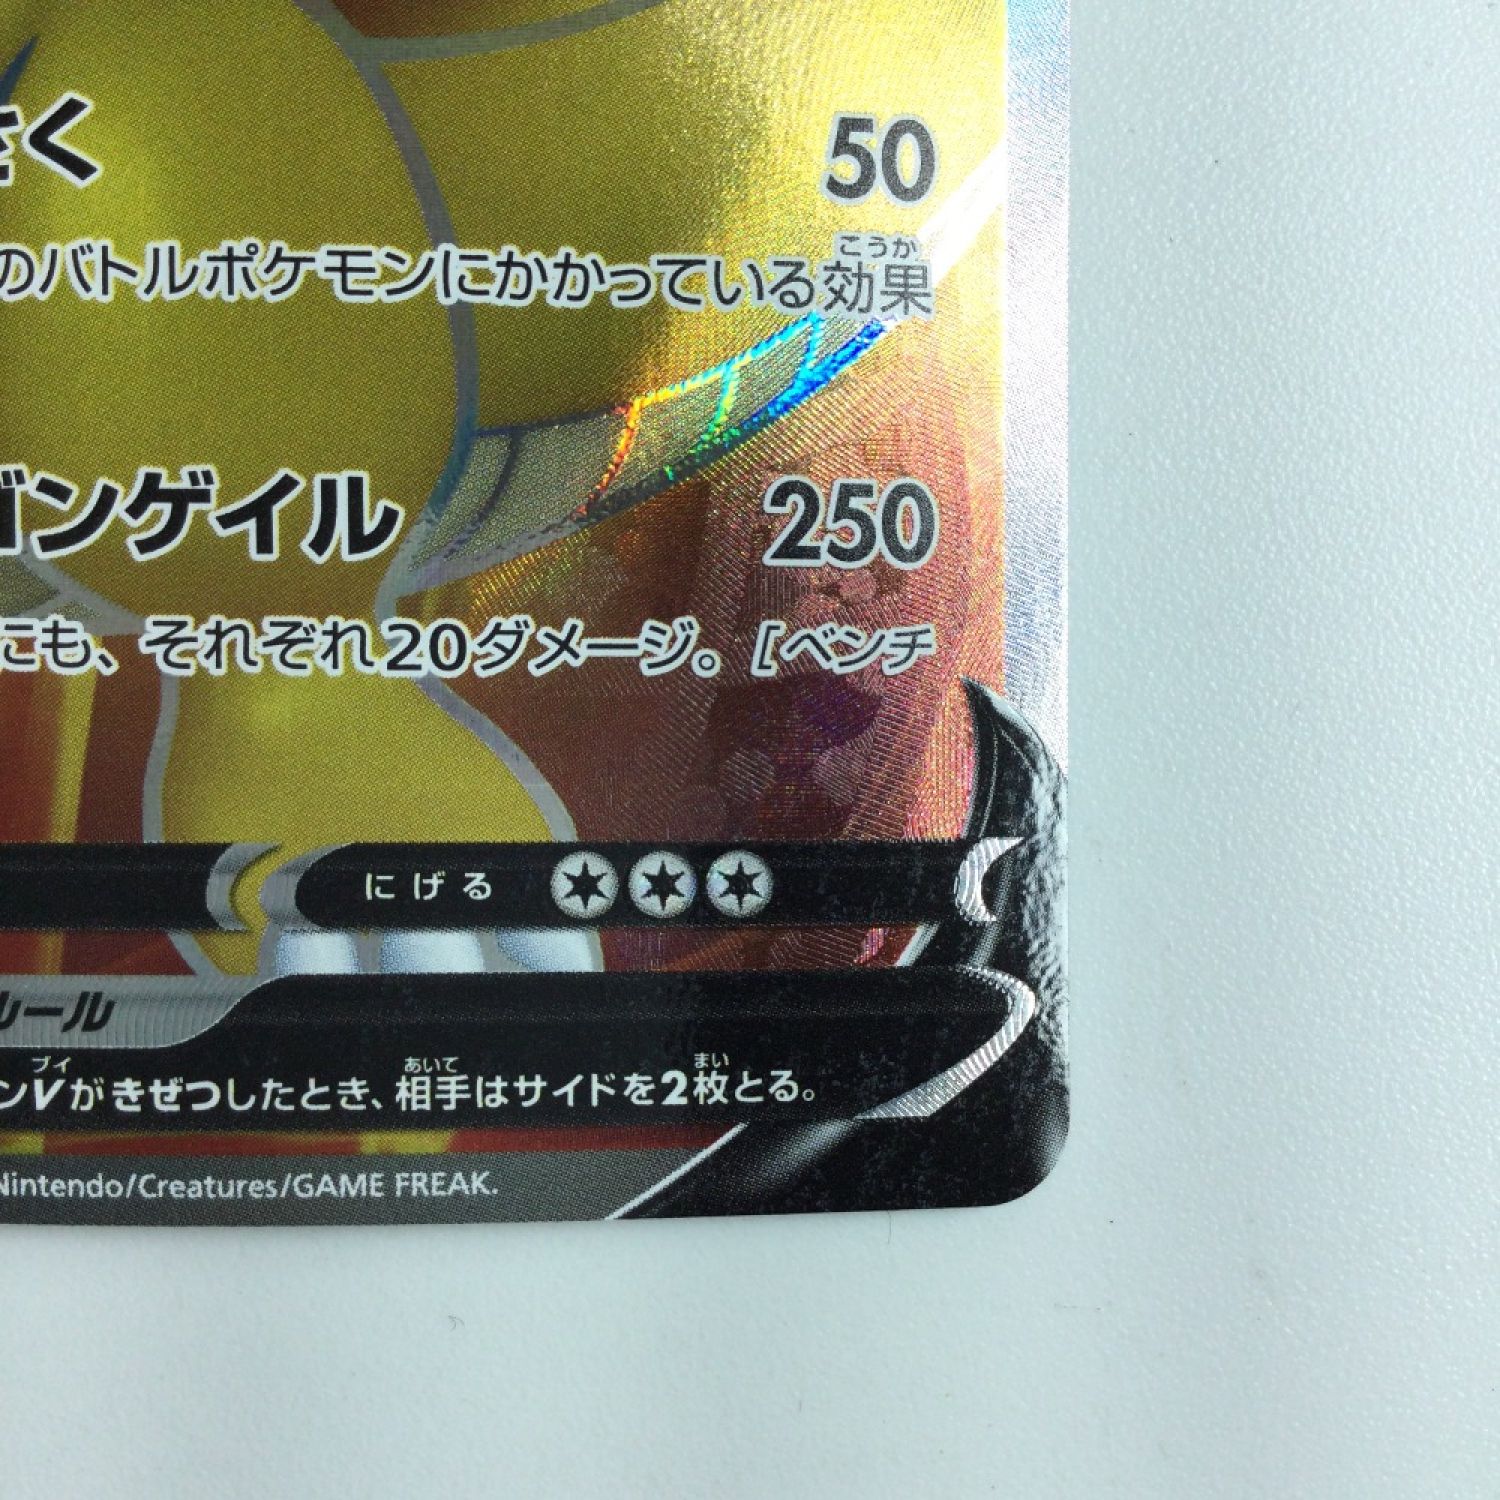 さく 50
のバトルポケモンにかかっている効果
こうか
ゴンゲイル 250
にも、それぞれ20ダメージ。[ベンチ
にげる
ルール
ンVがきぜつしたとき、相手はサイドを2枚とる。
ブイ あいて まい
Nintendo/Creatures/GAME FREAK.